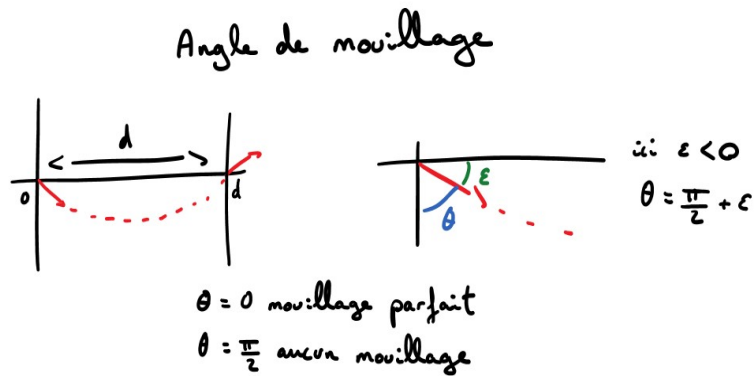 Angle de mouillage
d
0
d
ε
θ
ici ε < 0
θ = π/2 + ε
θ = 0 mouillage parfait
θ = π/2 aucun mouillage